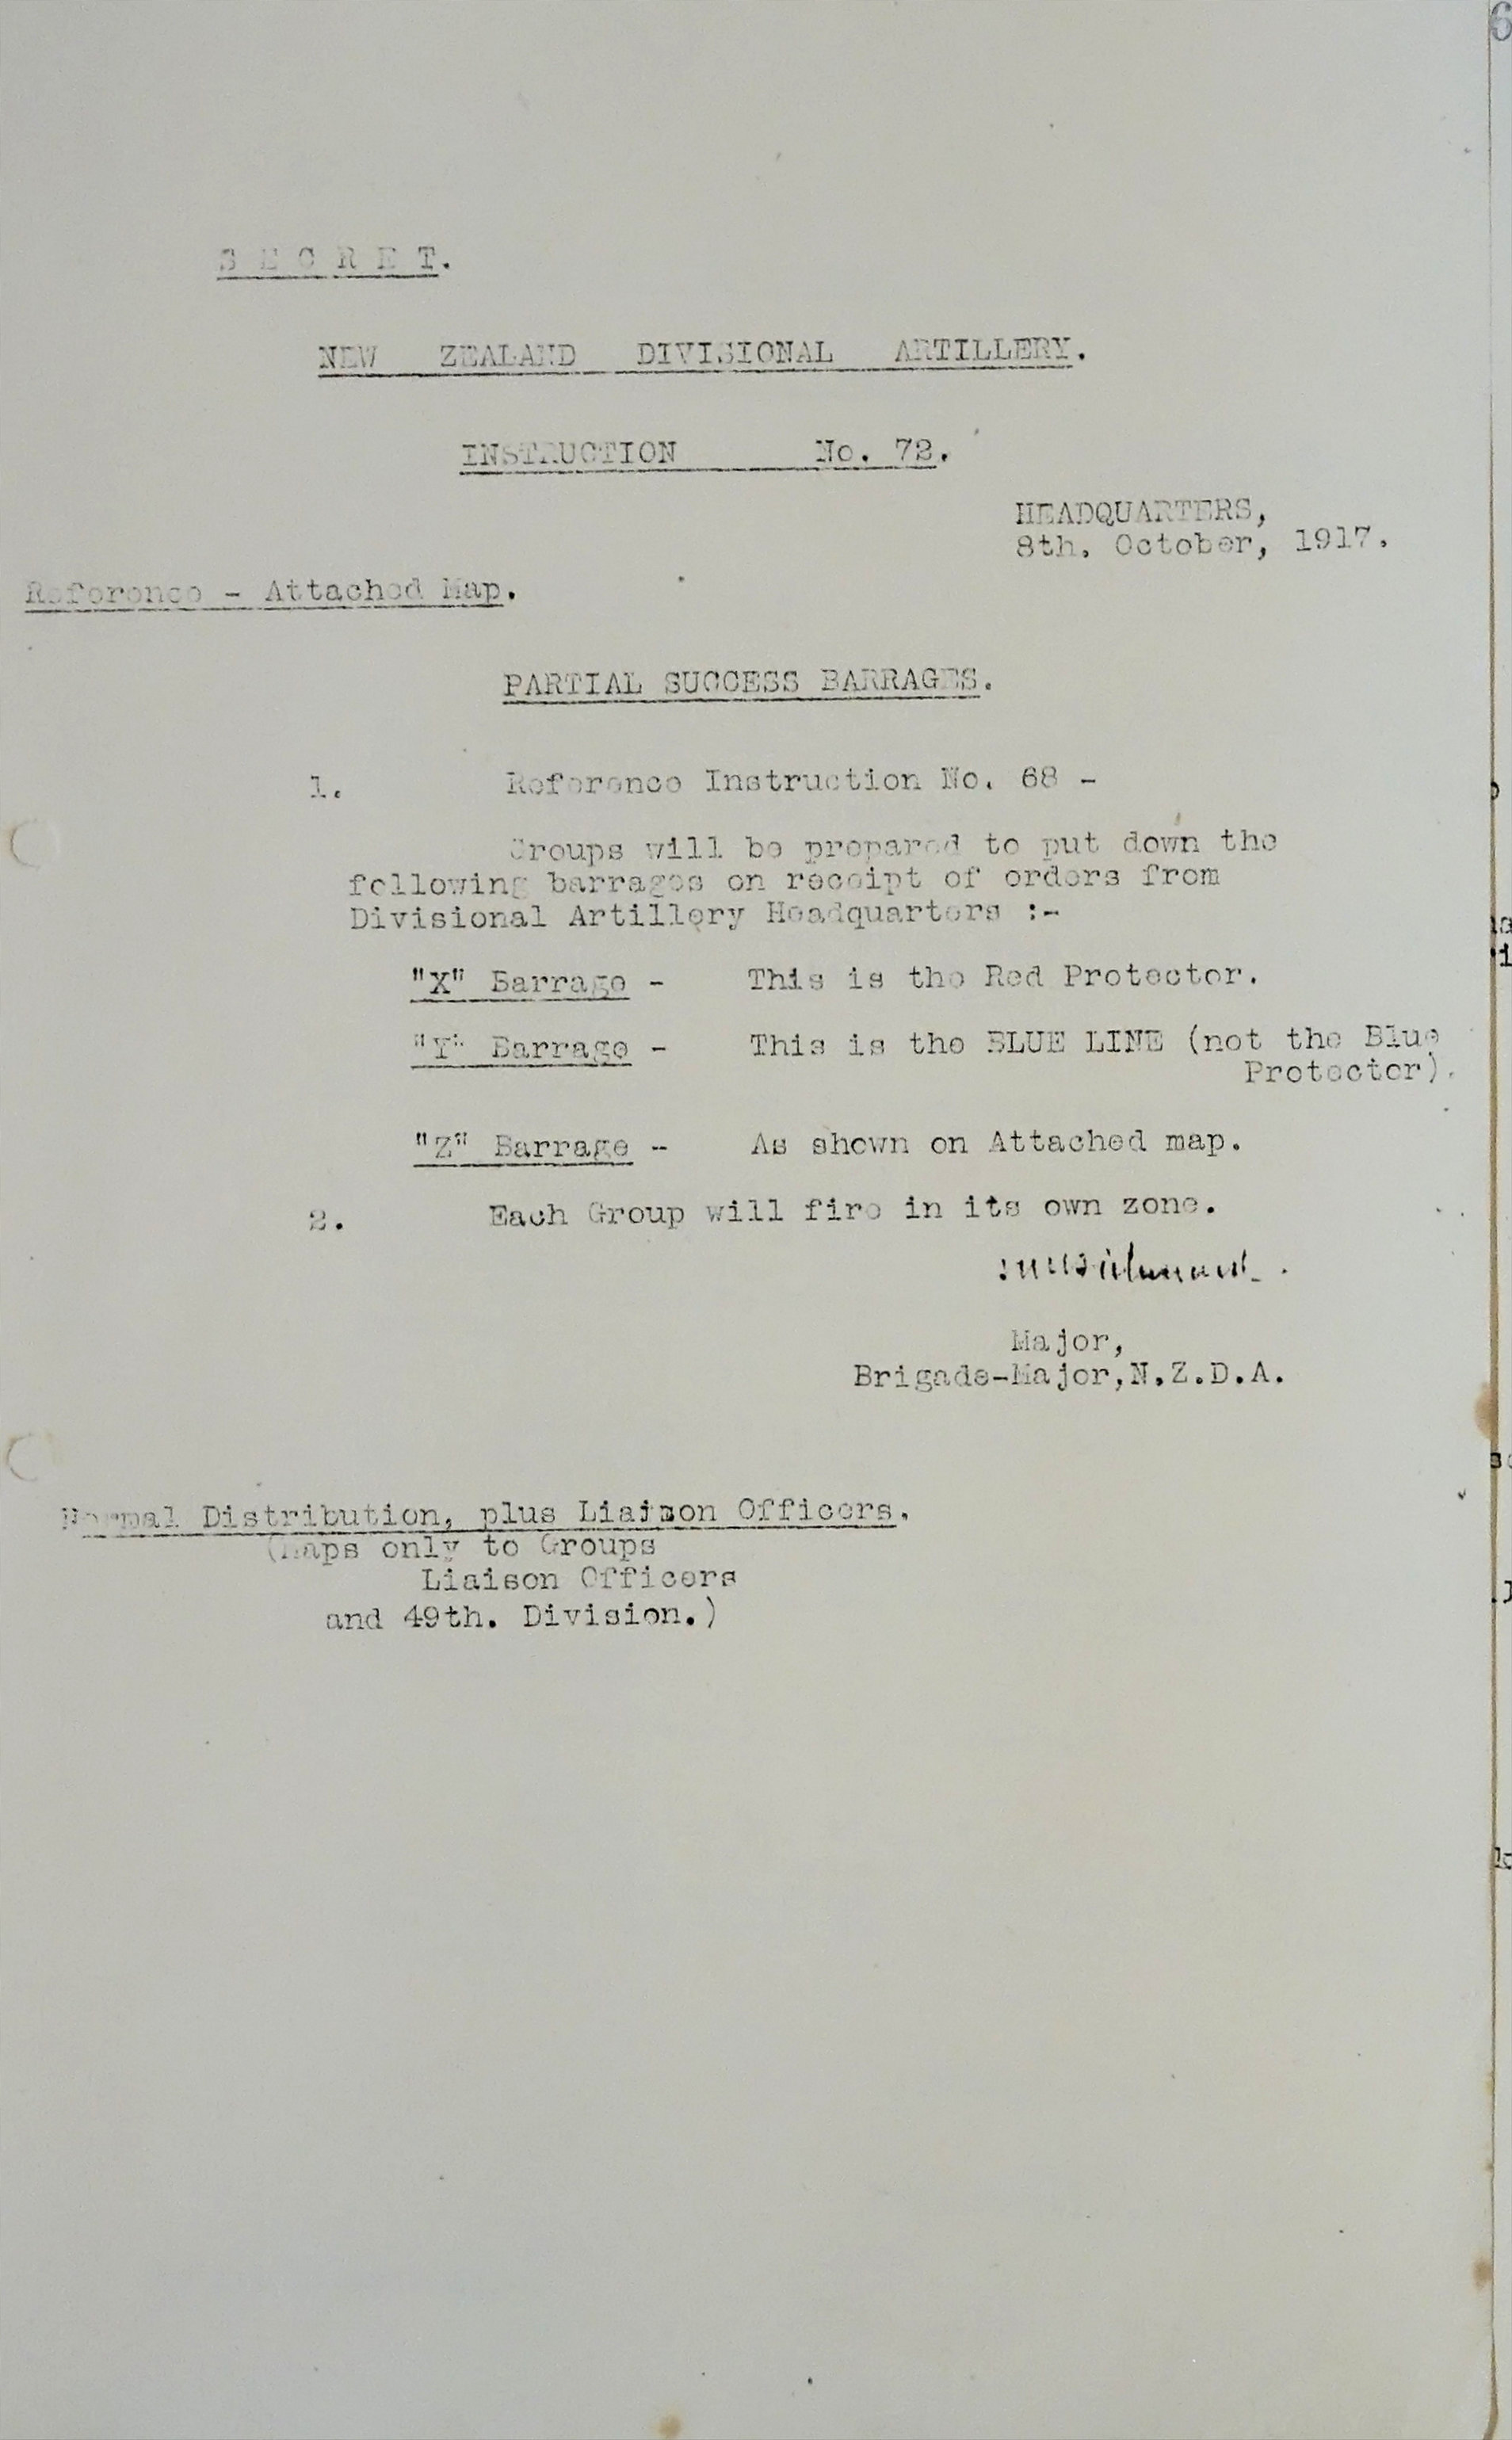 S E C R E T.
NEW ZEALAND DIVISIONAL ARTILLERY.
INSTRUCTION No. 72.
HEADQUARTERS,
8th. October, 1917.
Reference - Attached Map.
PARTIAL SUCCESS BARRAGES.
1. Reference Instruction No. 68 -
Groups will be prepared to put down the
following barrages on receipt of orders from
Divisional Artillery Headquarters :-
"X" Barrage - This is the Red Protector.
"Y" Barrage - This is the BLUE LINE (not the Blue
Protector).
"Z" Barrage - As shown on Attached map.
2. Each Group will fire in its own zone.
Major,
Brigade-Major,N.Z.D.A.
Normal Distribution, plus Liaison Officers.
(Maps only to Groups
Liaison Officers
and 49th. Division.)